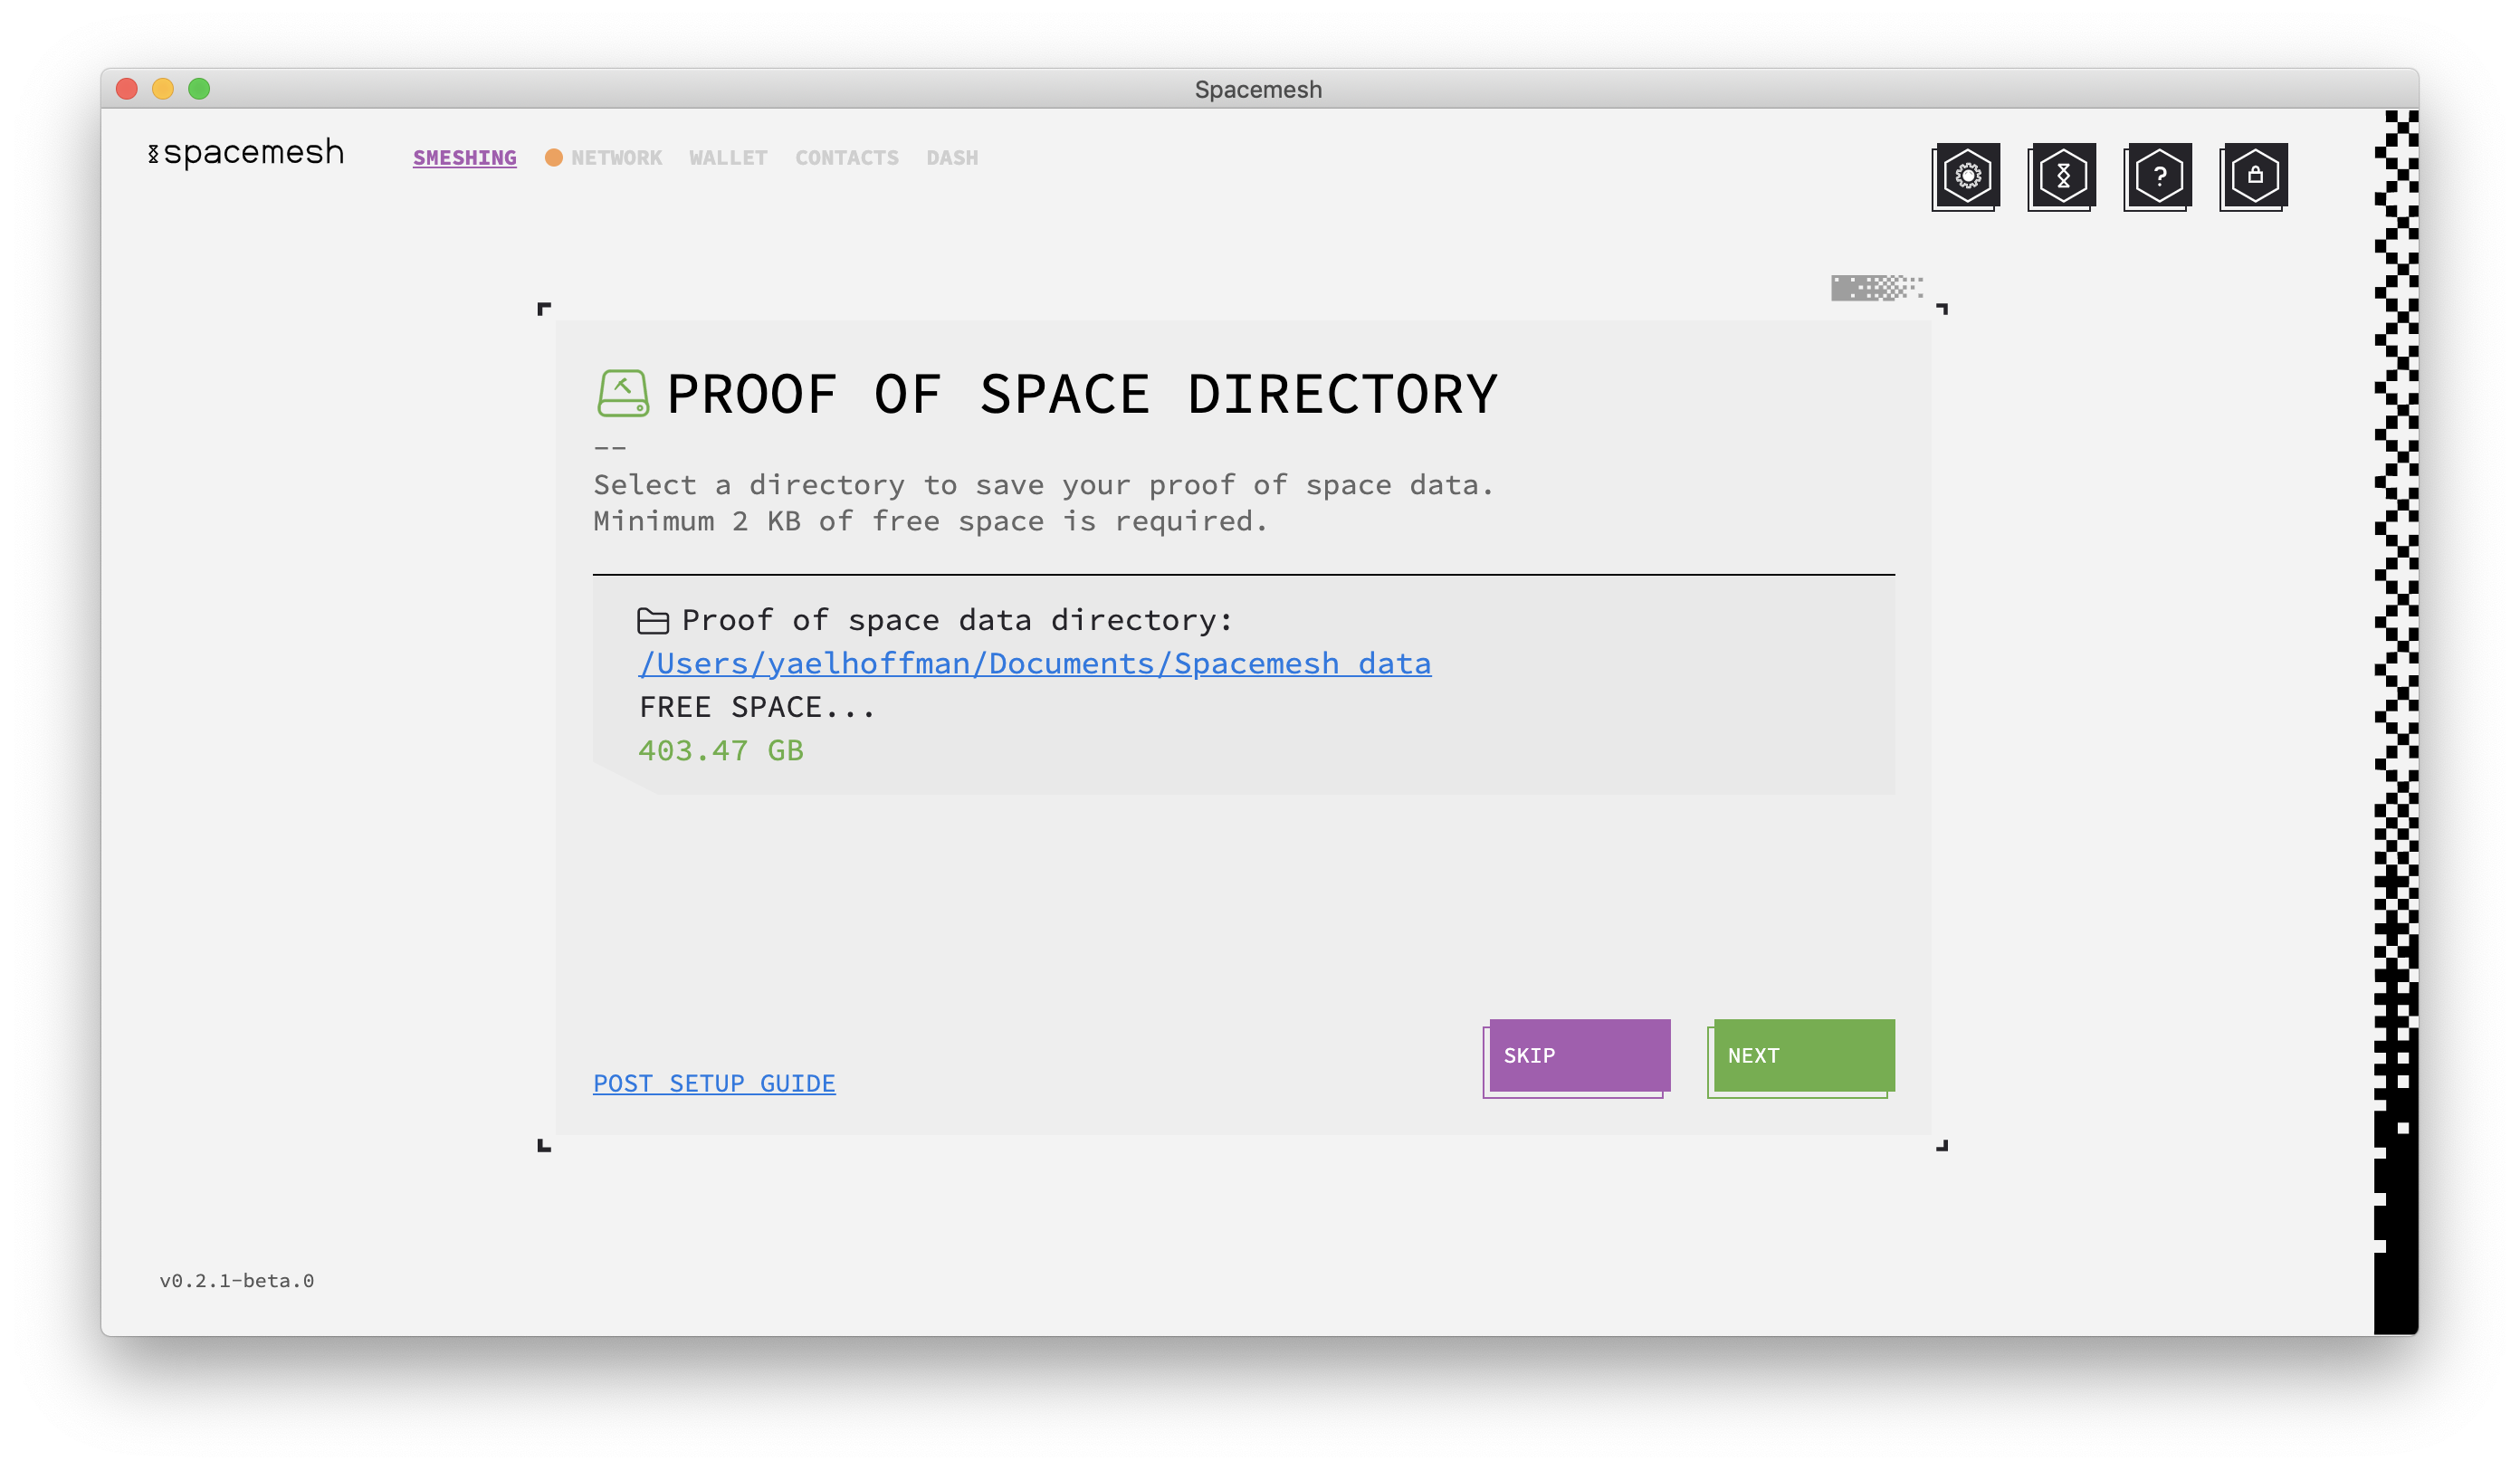 Spacemesh
spacemesh
SMESHING NETWORK WALLET CONTACTS DASH
?
PROOF OF SPACE DIRECTORY
--
Select a directory to save your proof of space data.
Minimum 2 KB of free space is required.
Proof of space data directory:
/Users/yaelhoffman/Documents/Spacemesh data
FREE SPACE...
403.47 GB
POST SETUP GUIDE
SKIP
NEXT
v0.2.1-beta.0